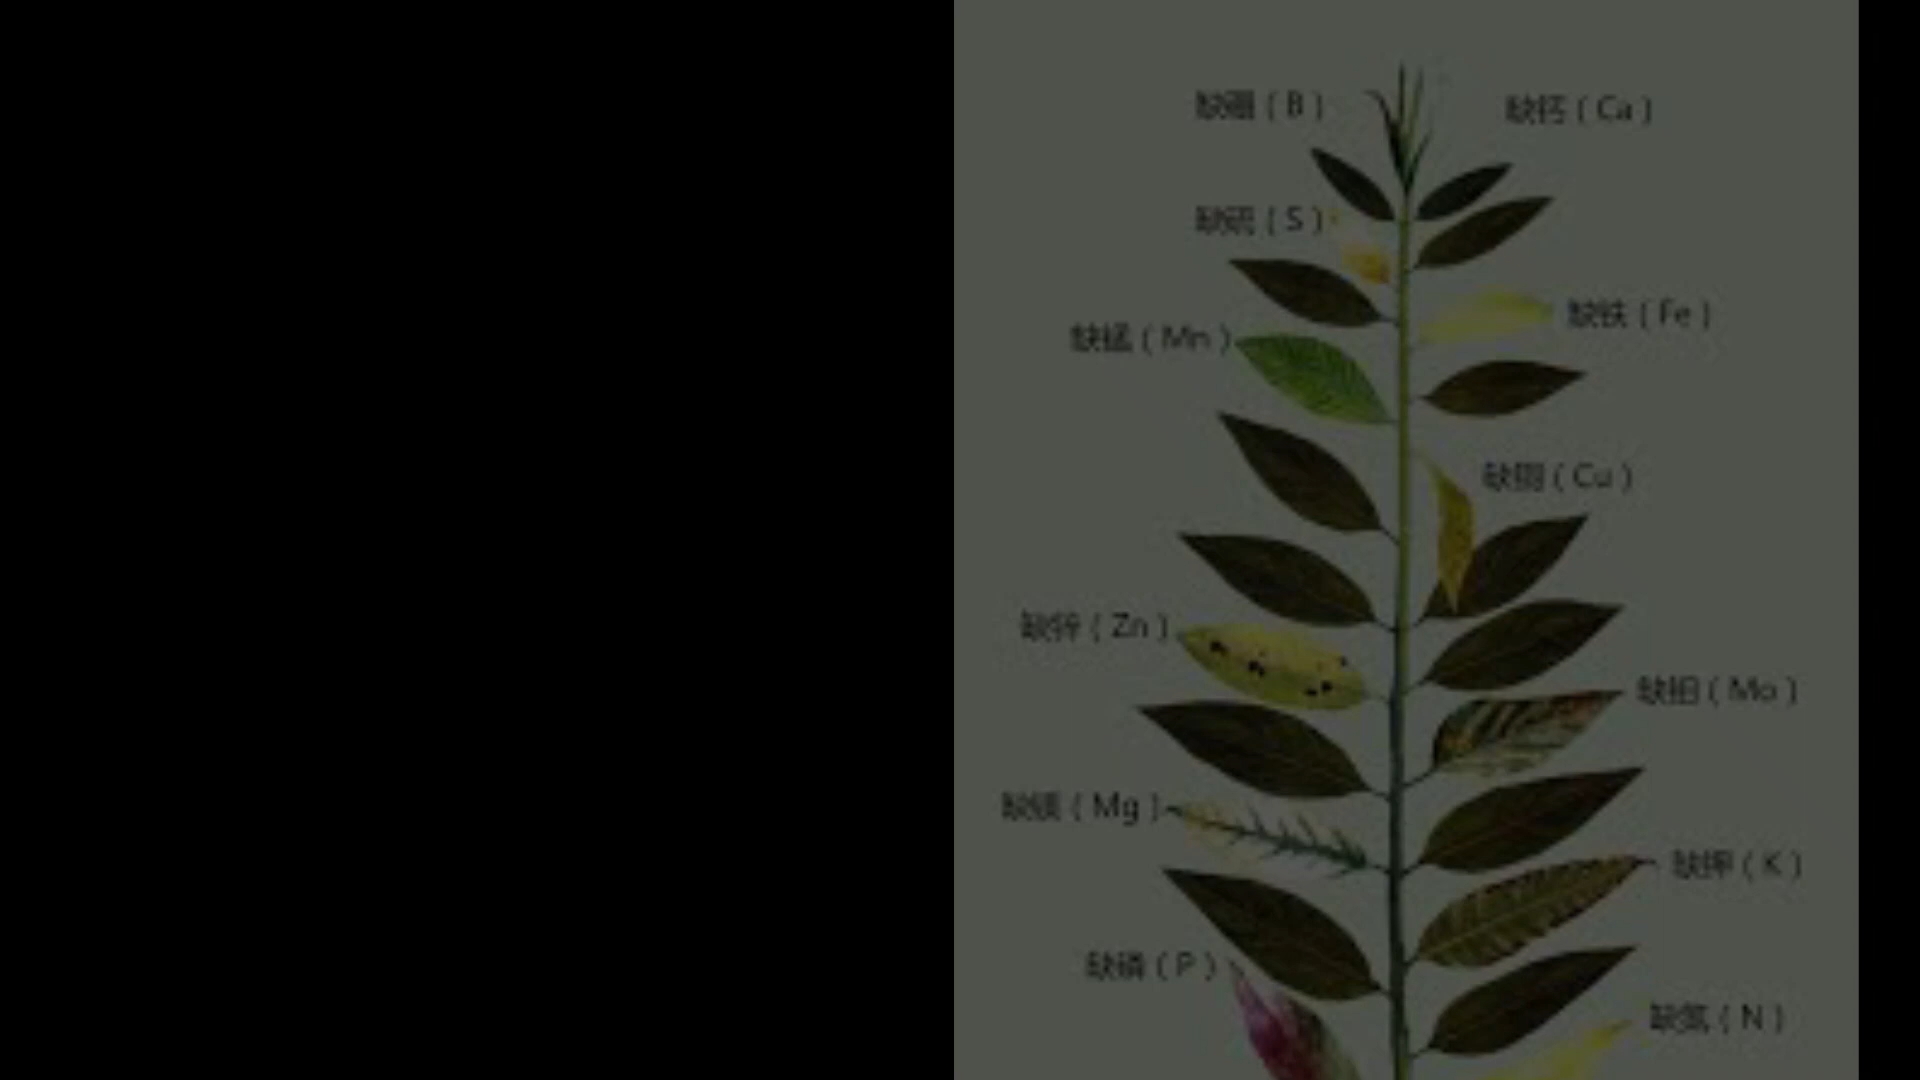 缺硼（B）
缺钙（Ca）
缺硫（S）
缺铁（Fe）
缺锰（Mn）
缺铜（Cu）
缺锌（Zn）
缺钼（Mo）
缺镁（Mg）
缺钾（K）
缺磷（P）
缺氮（N）